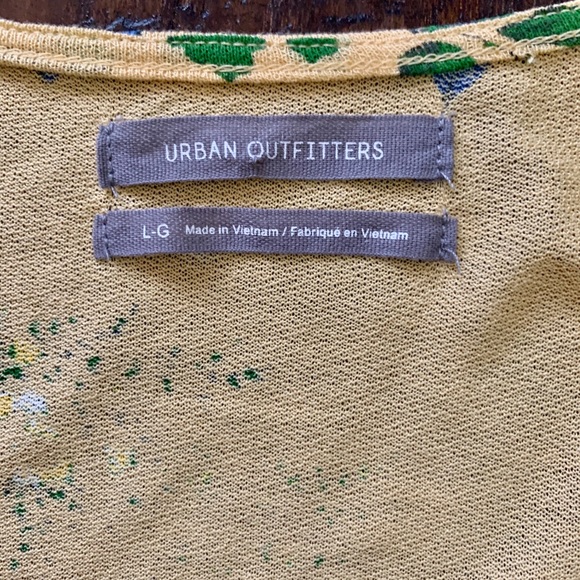 URBAN OUTFITTERS
L-G Made in Vietnam / Fabriqué en Vietnam